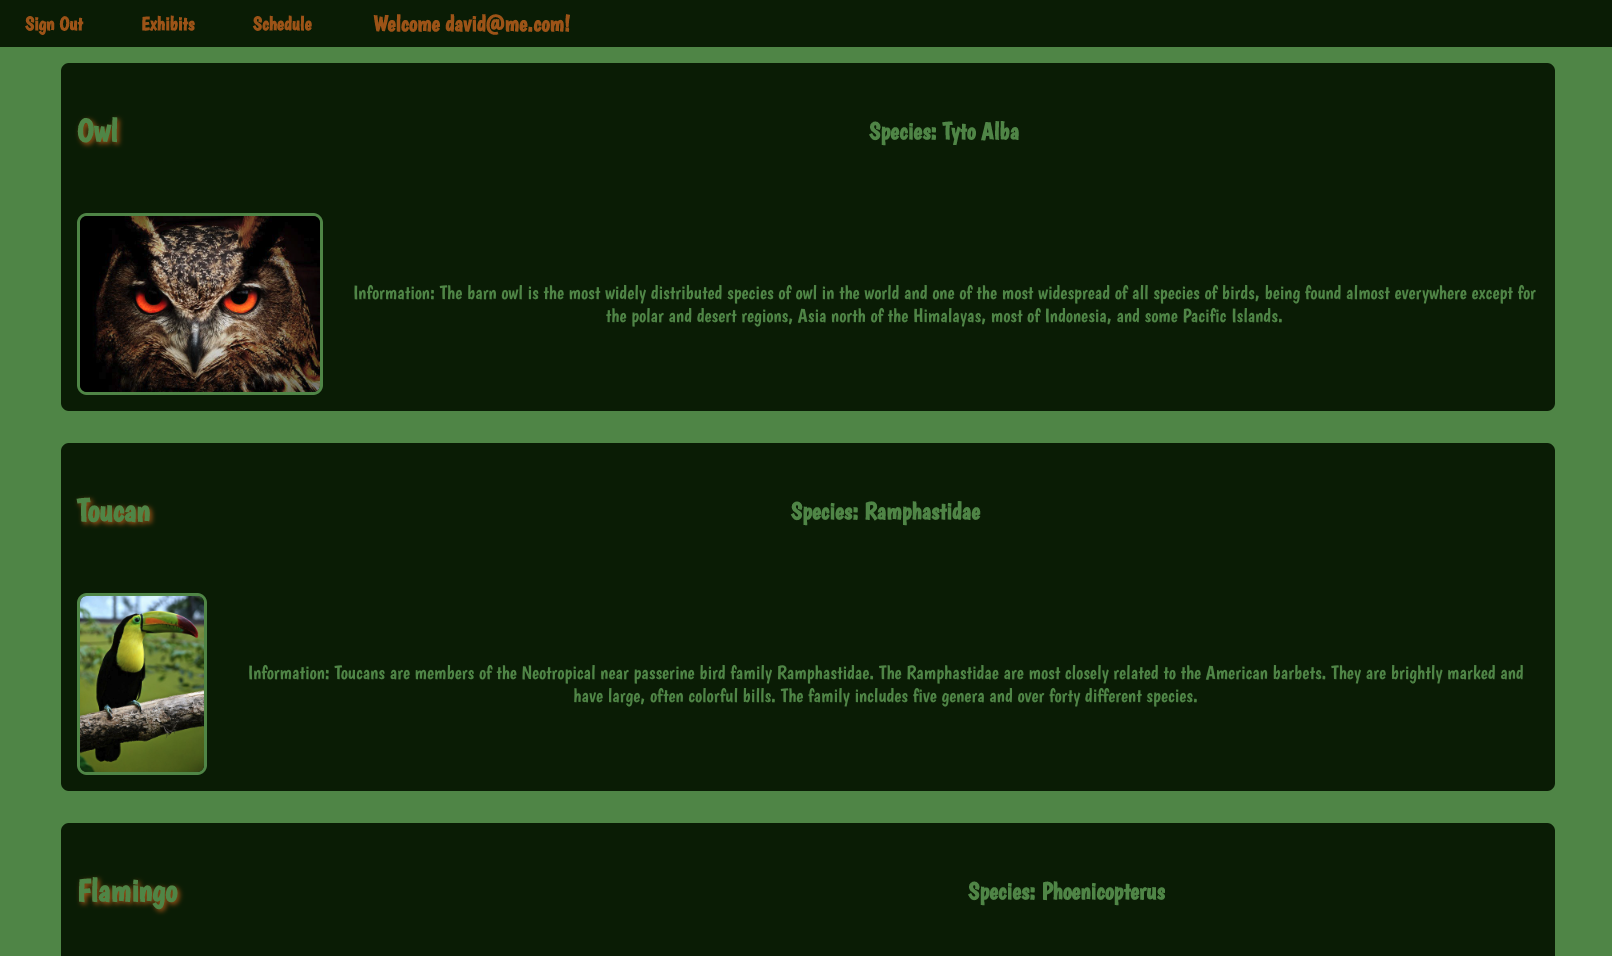 Sign Out Exhibits Schedule Welcome david@me.com!
Owl Species: Tyto Alba
Information: The barn owl is the most widely distributed species of owl in the world and one of the most widespread of all species of birds, being found almost everywhere except for
the polar and desert regions, Asia north of the Himalayas, most of Indonesia, and some Pacific Islands.
Toucan Species: Ramphastidae
Information: Toucans are members of the Neotropical near passerine bird family Ramphastidae. The Ramphastidae are most closely related to the American barbets. They are brightly marked and
have large, often colorful bills. The family includes five genera and over forty different species.
Flamingo Species: Phoenicopterus